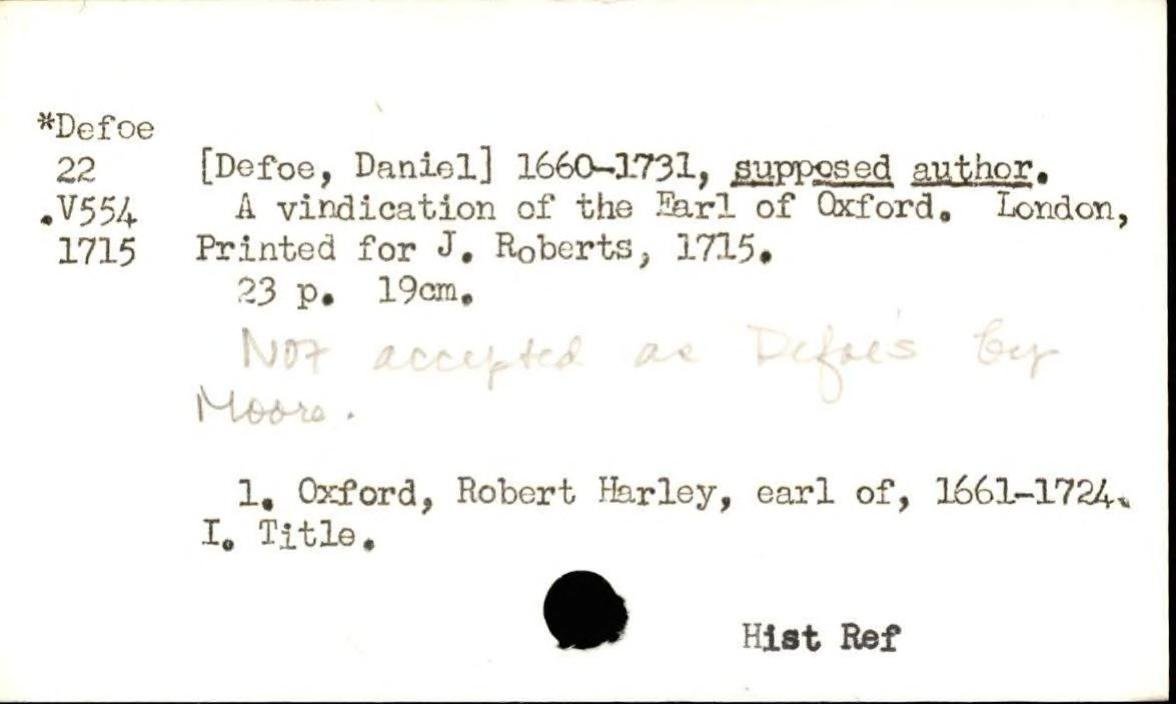 *Defoe
22 [Defoe, Daniel] 1660-1731, supposed author.
.V554 A vindication of the Earl of Oxford. London,
1715 Printed for J. Roberts, 1715.
23 p. 19cm.
Not accepted as Defoe's by
Moore.
1. Oxford, Robert Harley, earl of, 1661-1724.
I. Title.
Hist Ref